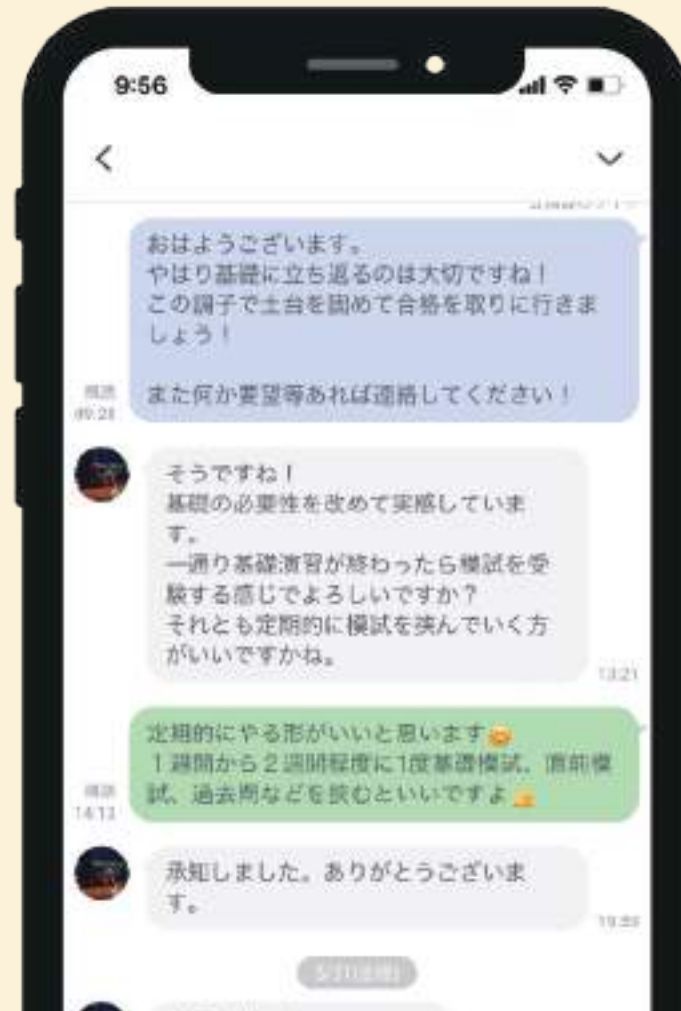 9:56
おはようございます。
やはり基礎に立ち返るのは大切ですね！
この調子で土台を固めて合格を取りに行きま
しょう！
また何か要望等あれば連絡してください！
既読
09:28
そうですね！
基礎の必要性を改めて実感していま
す。
一通り基礎演習が終わったら模試を受
験する感じでよろしいですか？
それとも定期的に模試を挟んでいく方
がいいですかね。
13:21
定期的にやる形がいいと思います
１週間から２週間程度に1度基礎模試、直前模
試、過去問などを挟むといいですよ
既読
14:13
承知しました。ありがとうございま
す。